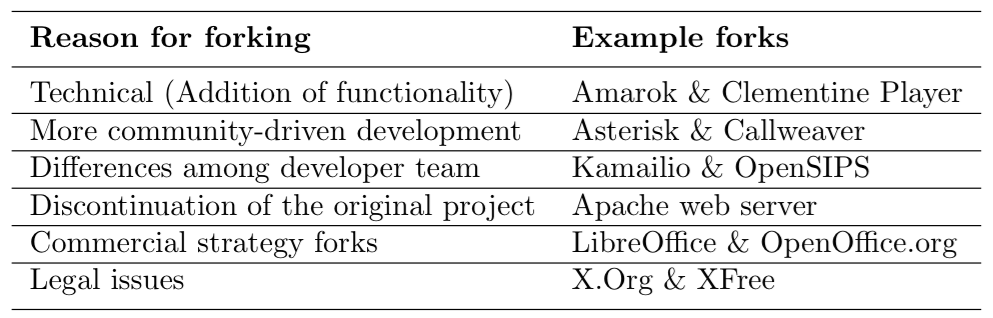 Reason for forking Example forks
Technical (Addition of functionality) Amarok & Clementine Player
More community-driven development Asterisk & Callweaver
Differences among developer team Kamailio & OpenSIPS
Discontinuation of the original project Apache web server
Commercial strategy forks LibreOffice & OpenOffice.org
Legal issues X.Org & XFree